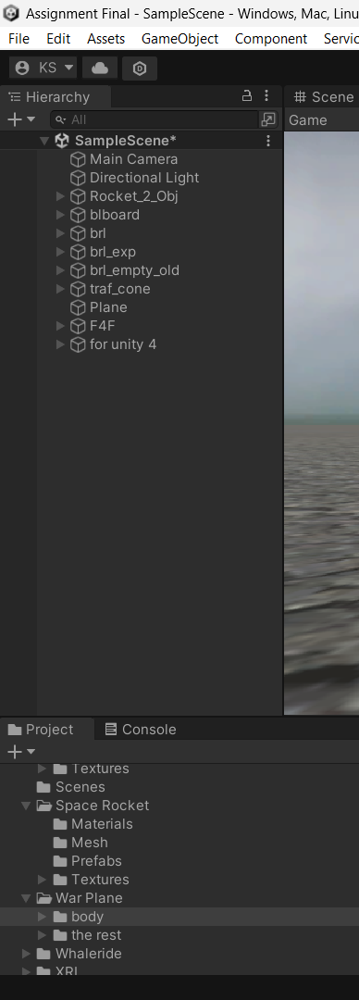 Assignment Final - SampleScene - Windows, Mac, Linu
File Edit Assets GameObject Component Servic
KS
Hierarchy
Scene
All
Game
SampleScene*
Main Camera
Directional Light
Rocket_2_Obj
blboard
brl
brl_exp
brl_empty_old
traf_cone
Plane
F4F
for unity 4
Project Console
Textures
Scenes
Space Rocket
Materials
Mesh
Prefabs
Textures
War Plane
body
the rest
Whaleride
XRI